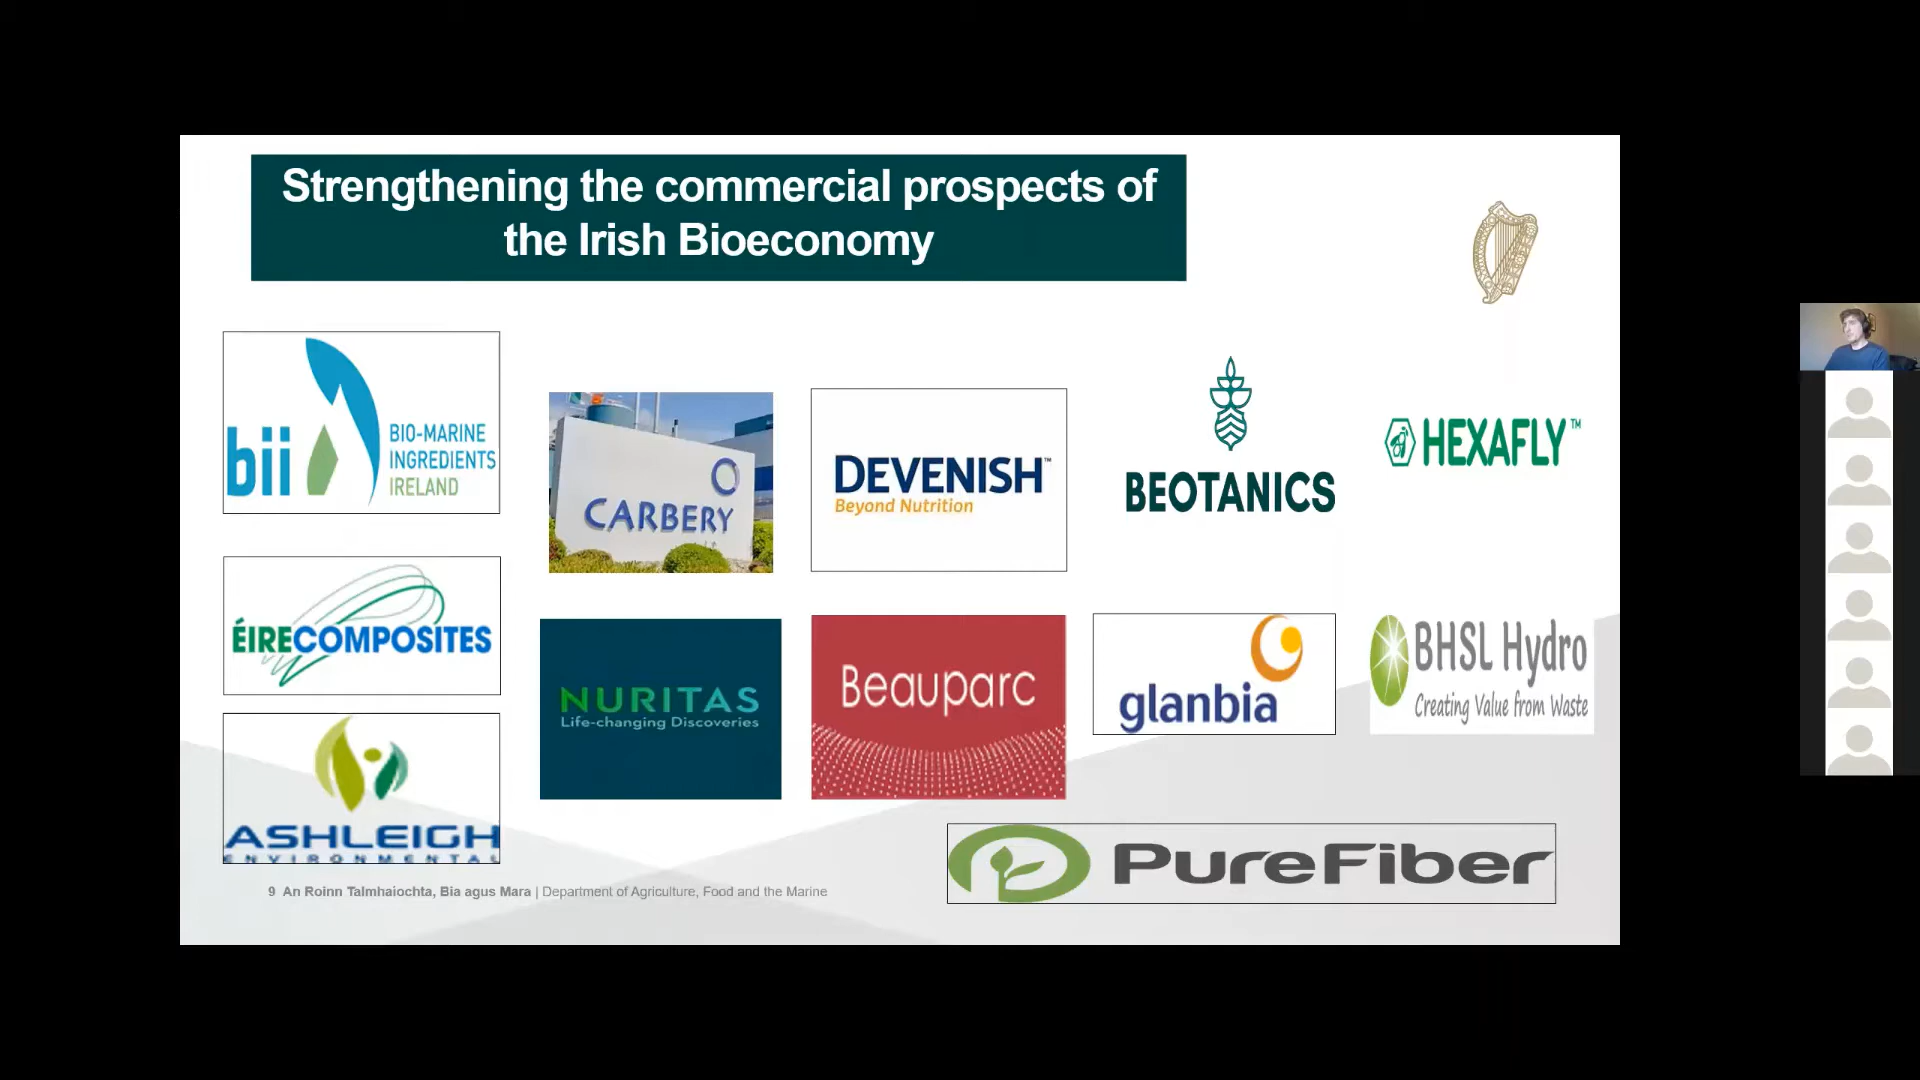 Strengthening the commercial prospects of
the Irish Bioeconomy
bii
BIO-MARINE
INGREDIENTS
IRELAND
CARBERY
DEVENISH™
Beyond Nutrition
BEOTANICS
HEXAFLY™
ÉIRECOMPOSITES
NURITAS
Life-changing Discoveries
Beauparc
glanbia
BHSL Hydro
Creating Value from Waste
ASHLEIGH
ENVIRONMENTAL
PureFiber
9 An Roinn Talmhaíochta, Bia agus Mara | Department of Agriculture, Food and the Marine